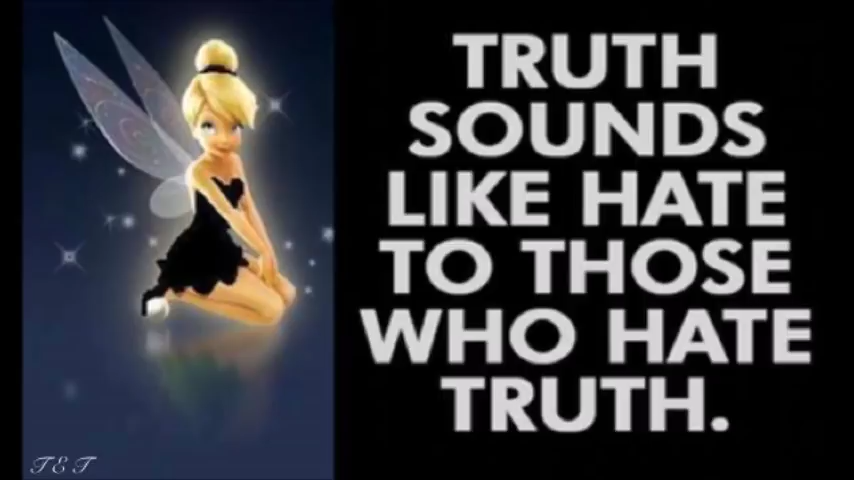 TRUTH
SOUNDS
LIKE HATE
TO THOSE
WHO HATE
TRUTH.
T&T